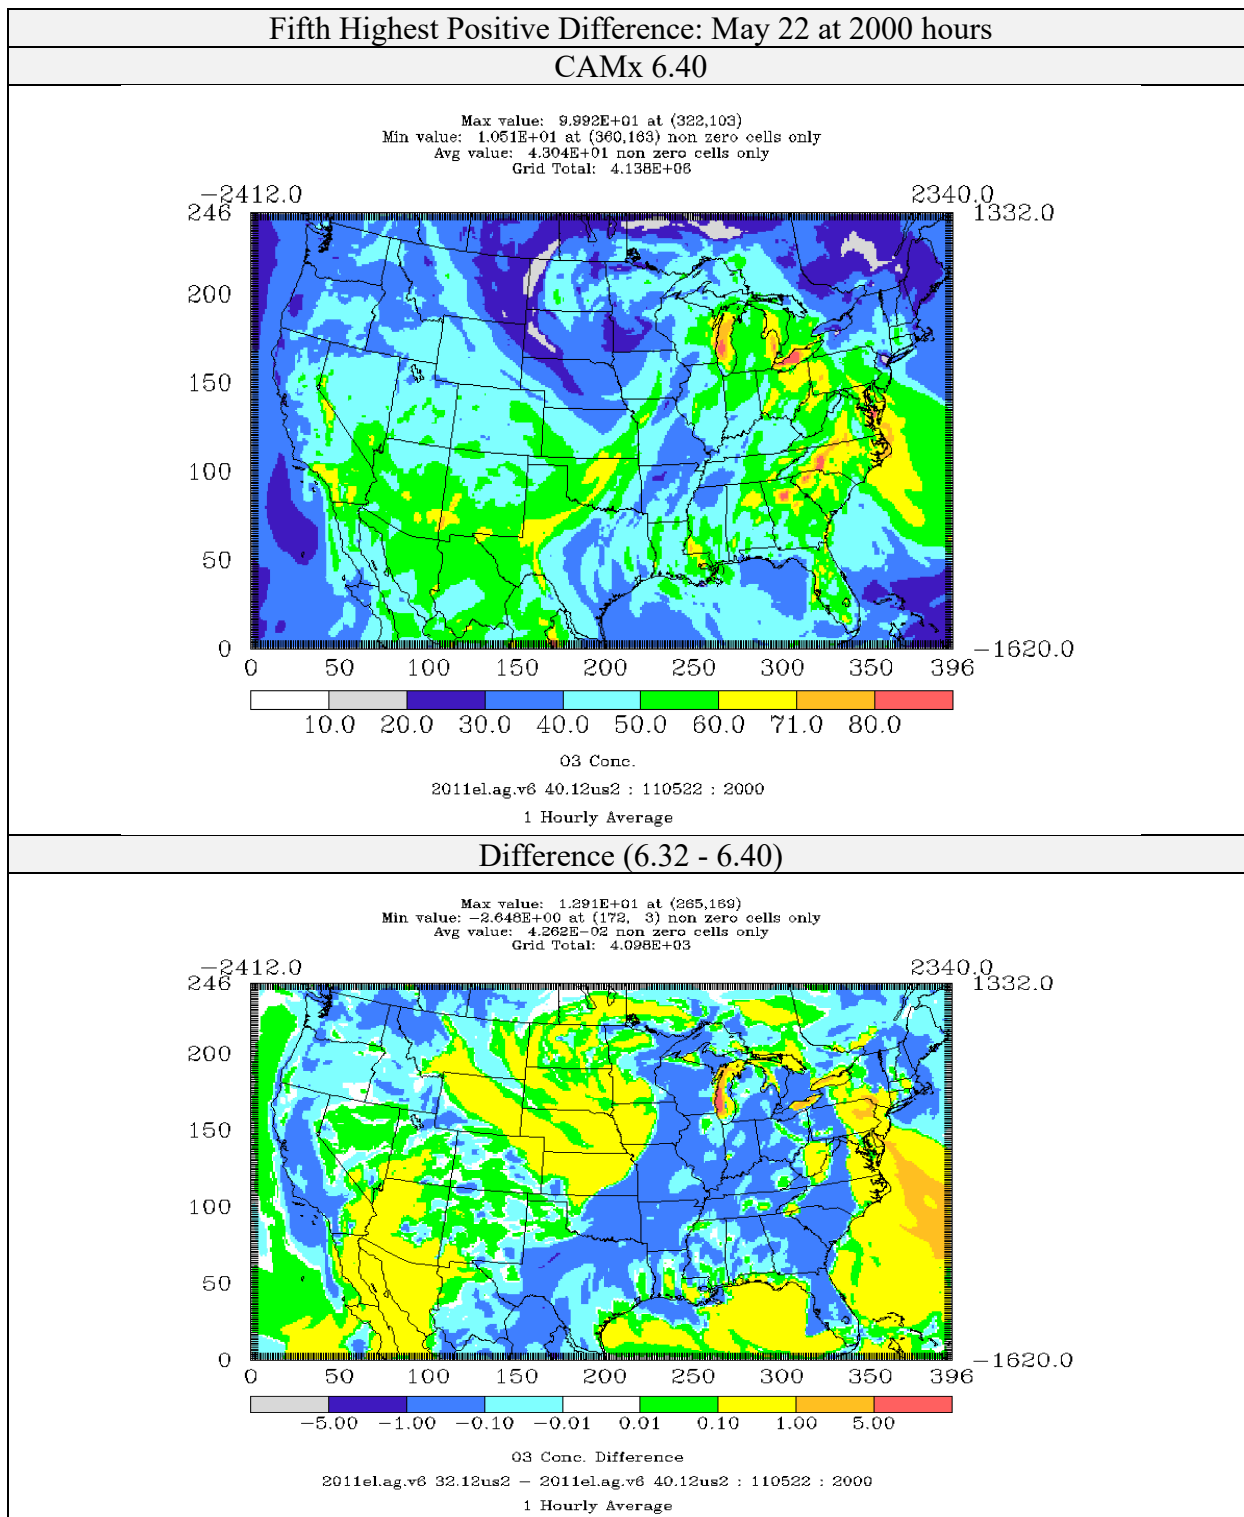 Fifth Highest Positive Difference: May 22 at 2000 hours
CAMx 6.40
Max value: 9.992E+01 at (322,103)
Min value: 1.051E+01 at (360,163) non zero cells only
Avg value: 4.304E+01 non zero cells only
Grid Total: 4.138E+06
-2412.0 2340.0
246 1332.0
200
150
100
50
0 -1620.0
0 50 100 150 200 250 300 350 396
10.0 20.0 30.0 40.0 50.0 60.0 71.0 80.0
O3 Conc.
2011el.ag.v6 40.12us2 : 110522 : 2000
1 Hourly Average
Difference (6.32 - 6.40)
Max value: 1.291E+01 at (265,169)
Min value: -2.648E+00 at (172, 3) non zero cells only
Avg value: 4.262E-02 non zero cells only
Grid Total: 4.098E+03
-2412.0 2340.0
246 1332.0
200
150
100
50
0 -1620.0
0 50 100 150 200 250 300 350 396
-5.00 -1.00 -0.10 -0.01 0.01 0.10 1.00 5.00
O3 Conc. Difference
2011el.ag.v6 32.12us2 - 2011el.ag.v6 40.12us2 : 110522 : 2000
1 Hourly Average